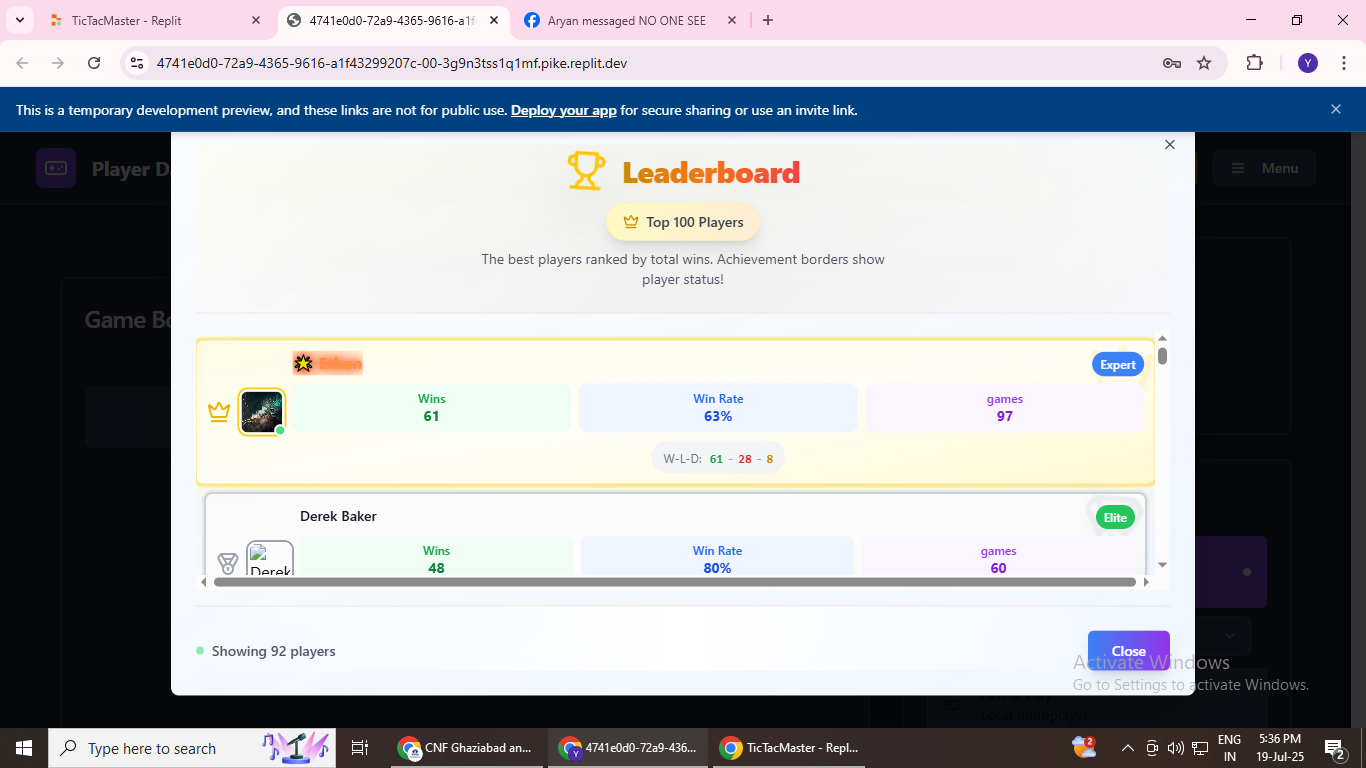 TicTacMaster - Replit
4741e0d0-72a9-4365-9616-a1f4
Aryan messaged NO ONE SEE
4741e0d0-72a9-4365-9616-a1f43299207c-00-3g9n3tss1q1mf.pike.replit.dev
Y
This is a temporary development preview, and these links are not for public use. Deploy your app for secure sharing or use an invite link.
Player D
Menu
Leaderboard
Top 100 Players
The best players ranked by total wins. Achievement borders show
player status!
Game Bo
Ethan
Expert
Wins
Win Rate
games
61
63%
97
W-L-D: 61 - 28 - 8
Derek Baker
Elite
Wins
Win Rate
games
Derek
48
80%
60
Showing 92 players
Close
Activate Windows
Go to Settings to activate Windows.
Local multiplayer
Type here to search
CNF Ghaziabad an...
4741e0d0-72a9-436...
TicTacMaster - Repl...
2
ENG
IN
5:36 PM
19-Jul-25
2